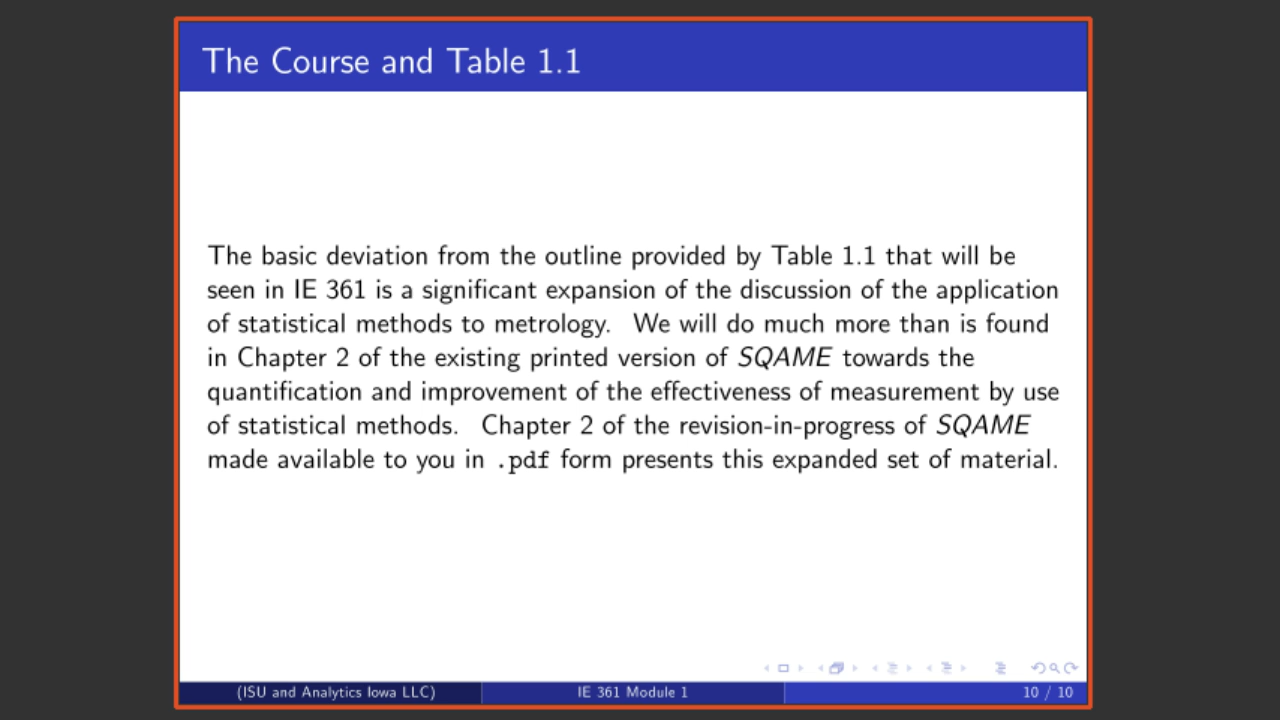 The Course and Table 1.1
The basic deviation from the outline provided by Table 1.1 that will be
seen in IE 361 is a significant expansion of the discussion of the application
of statistical methods to metrology. We will do much more than is found
in Chapter 2 of the existing printed version of SQAME towards the
quantification and improvement of the effectiveness of measurement by use
of statistical methods. Chapter 2 of the revision-in-progress of SQAME
made available to you in .pdf form presents this expanded set of material.
(ISU and Analytics Iowa LLC) IE 361 Module 1 10 / 10